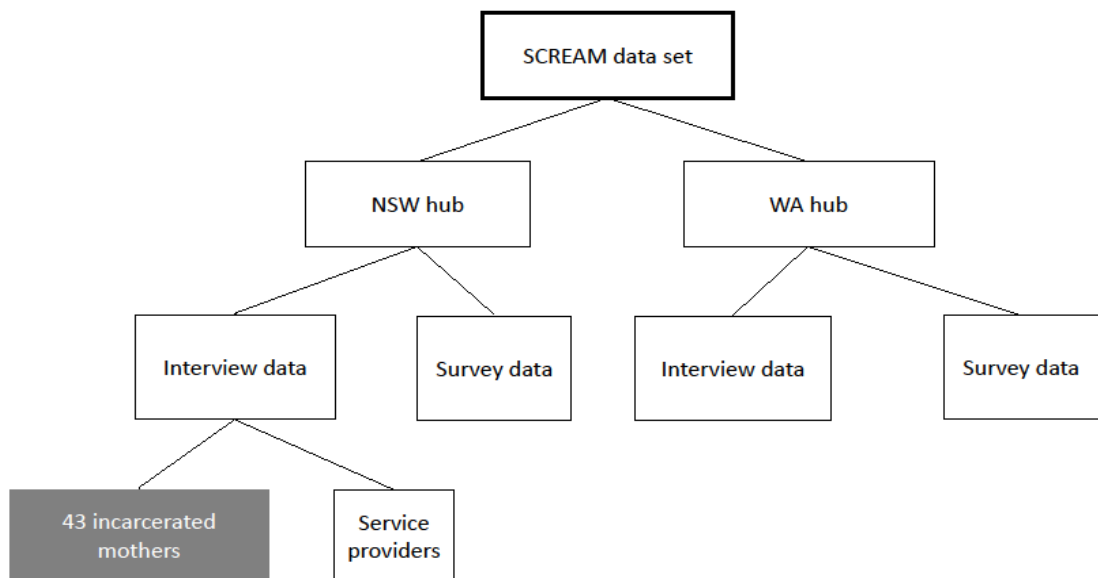 SCREAM data set
NSW hub
WA hub
Interview data
Survey data
Interview data
Survey data
43 incarcerated
mothers
Service
providers